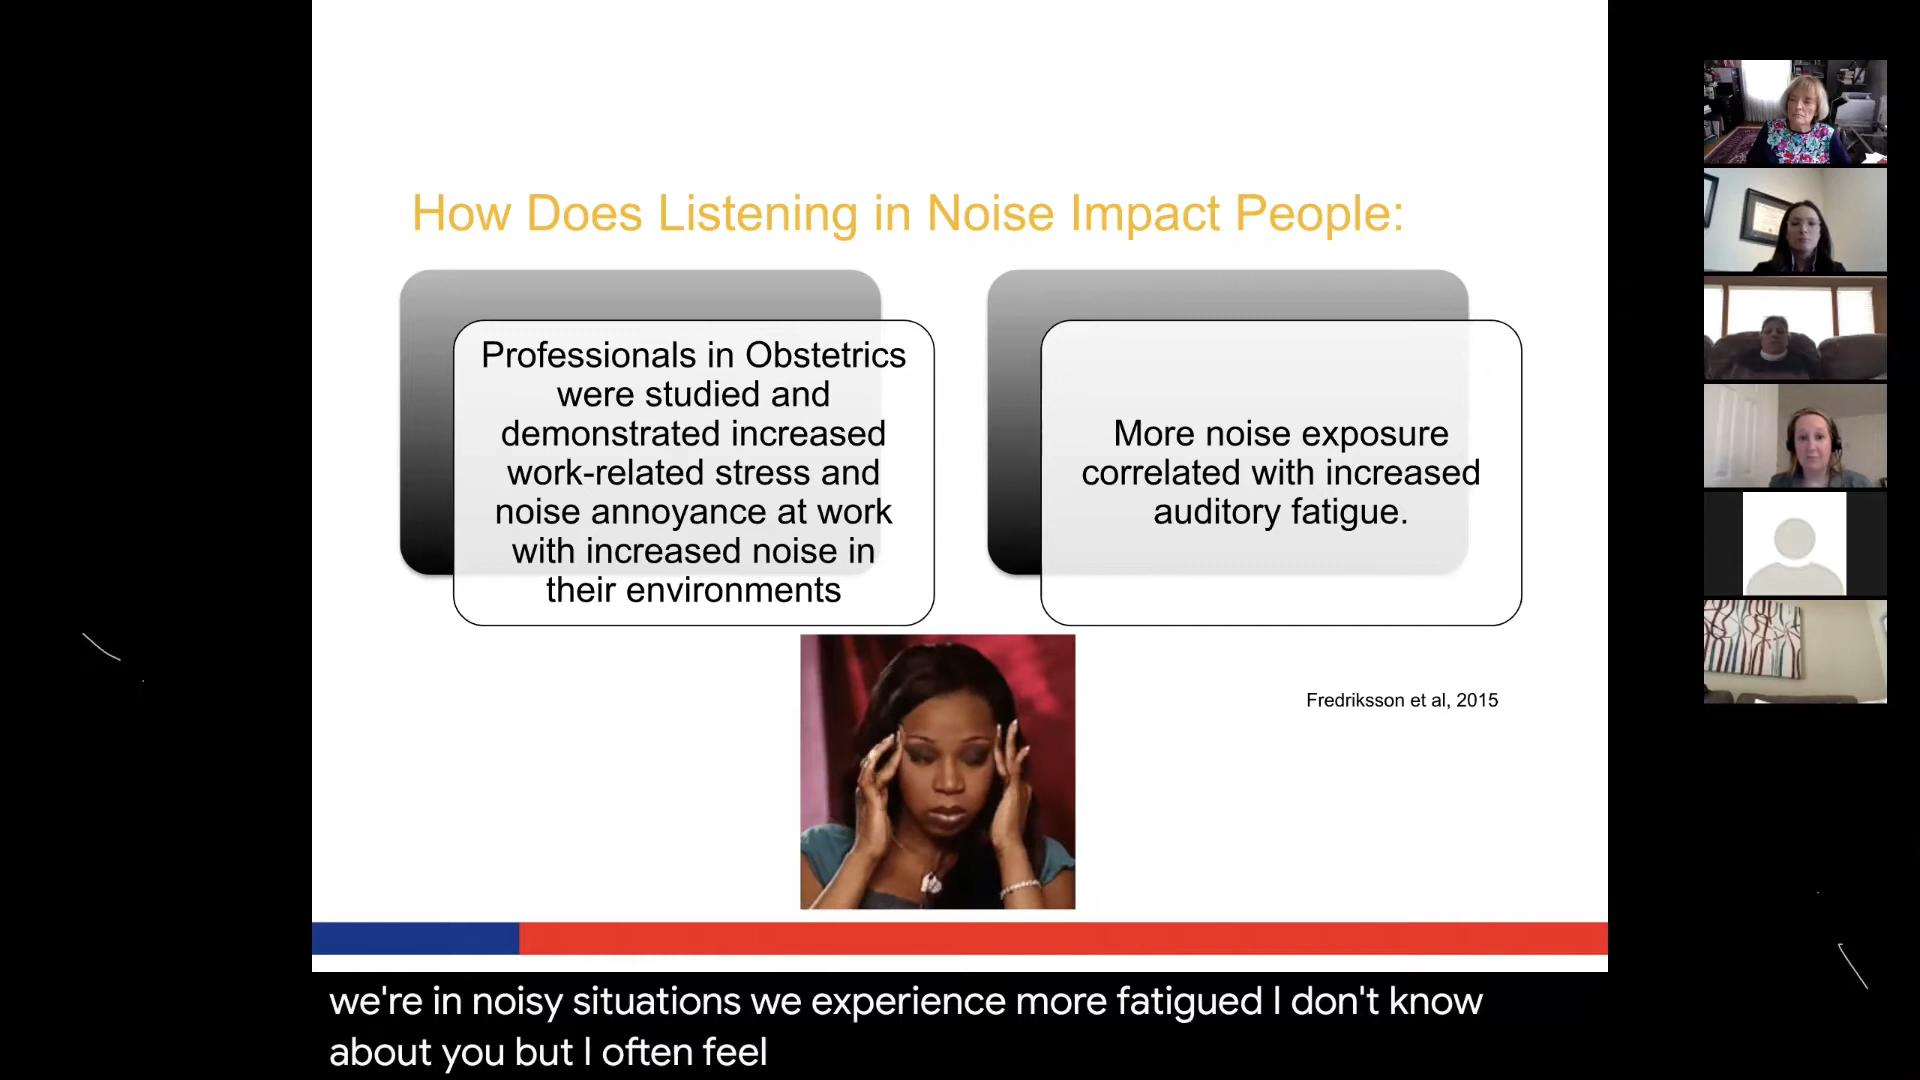 How Does Listening in Noise Impact People:
Professionals in Obstetrics
were studied and
demonstrated increased
work-related stress and
noise annoyance at work
with increased noise in
their environments
More noise exposure
correlated with increased
auditory fatigue.
Fredriksson et al, 2015
we're in noisy situations we experience more fatigued I don't know
about you but I often feel